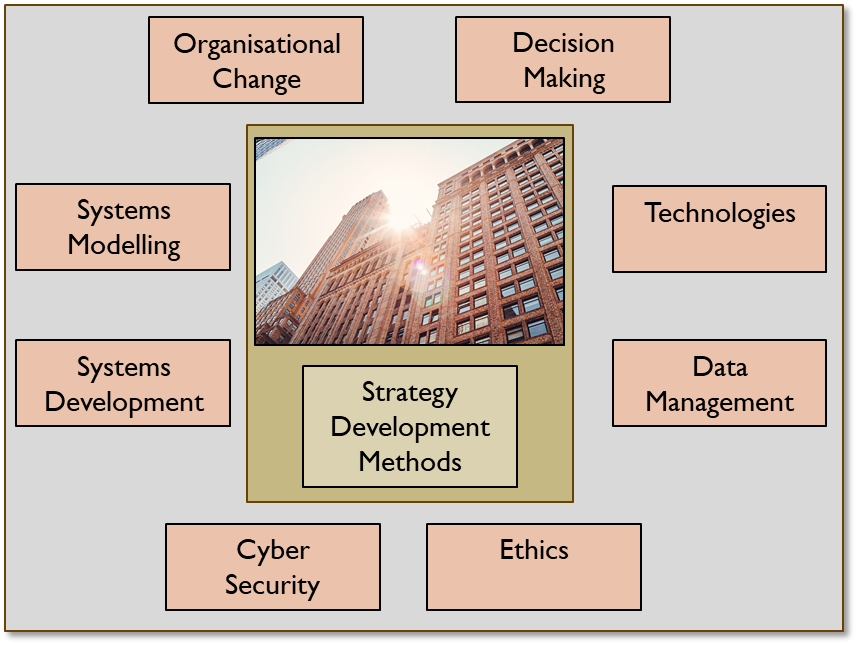 Organisational
Change
Decision
Making
Systems
Modelling
Technologies
Systems
Development
Data
Management
Strategy
Development
Methods
Cyber
Security
Ethics